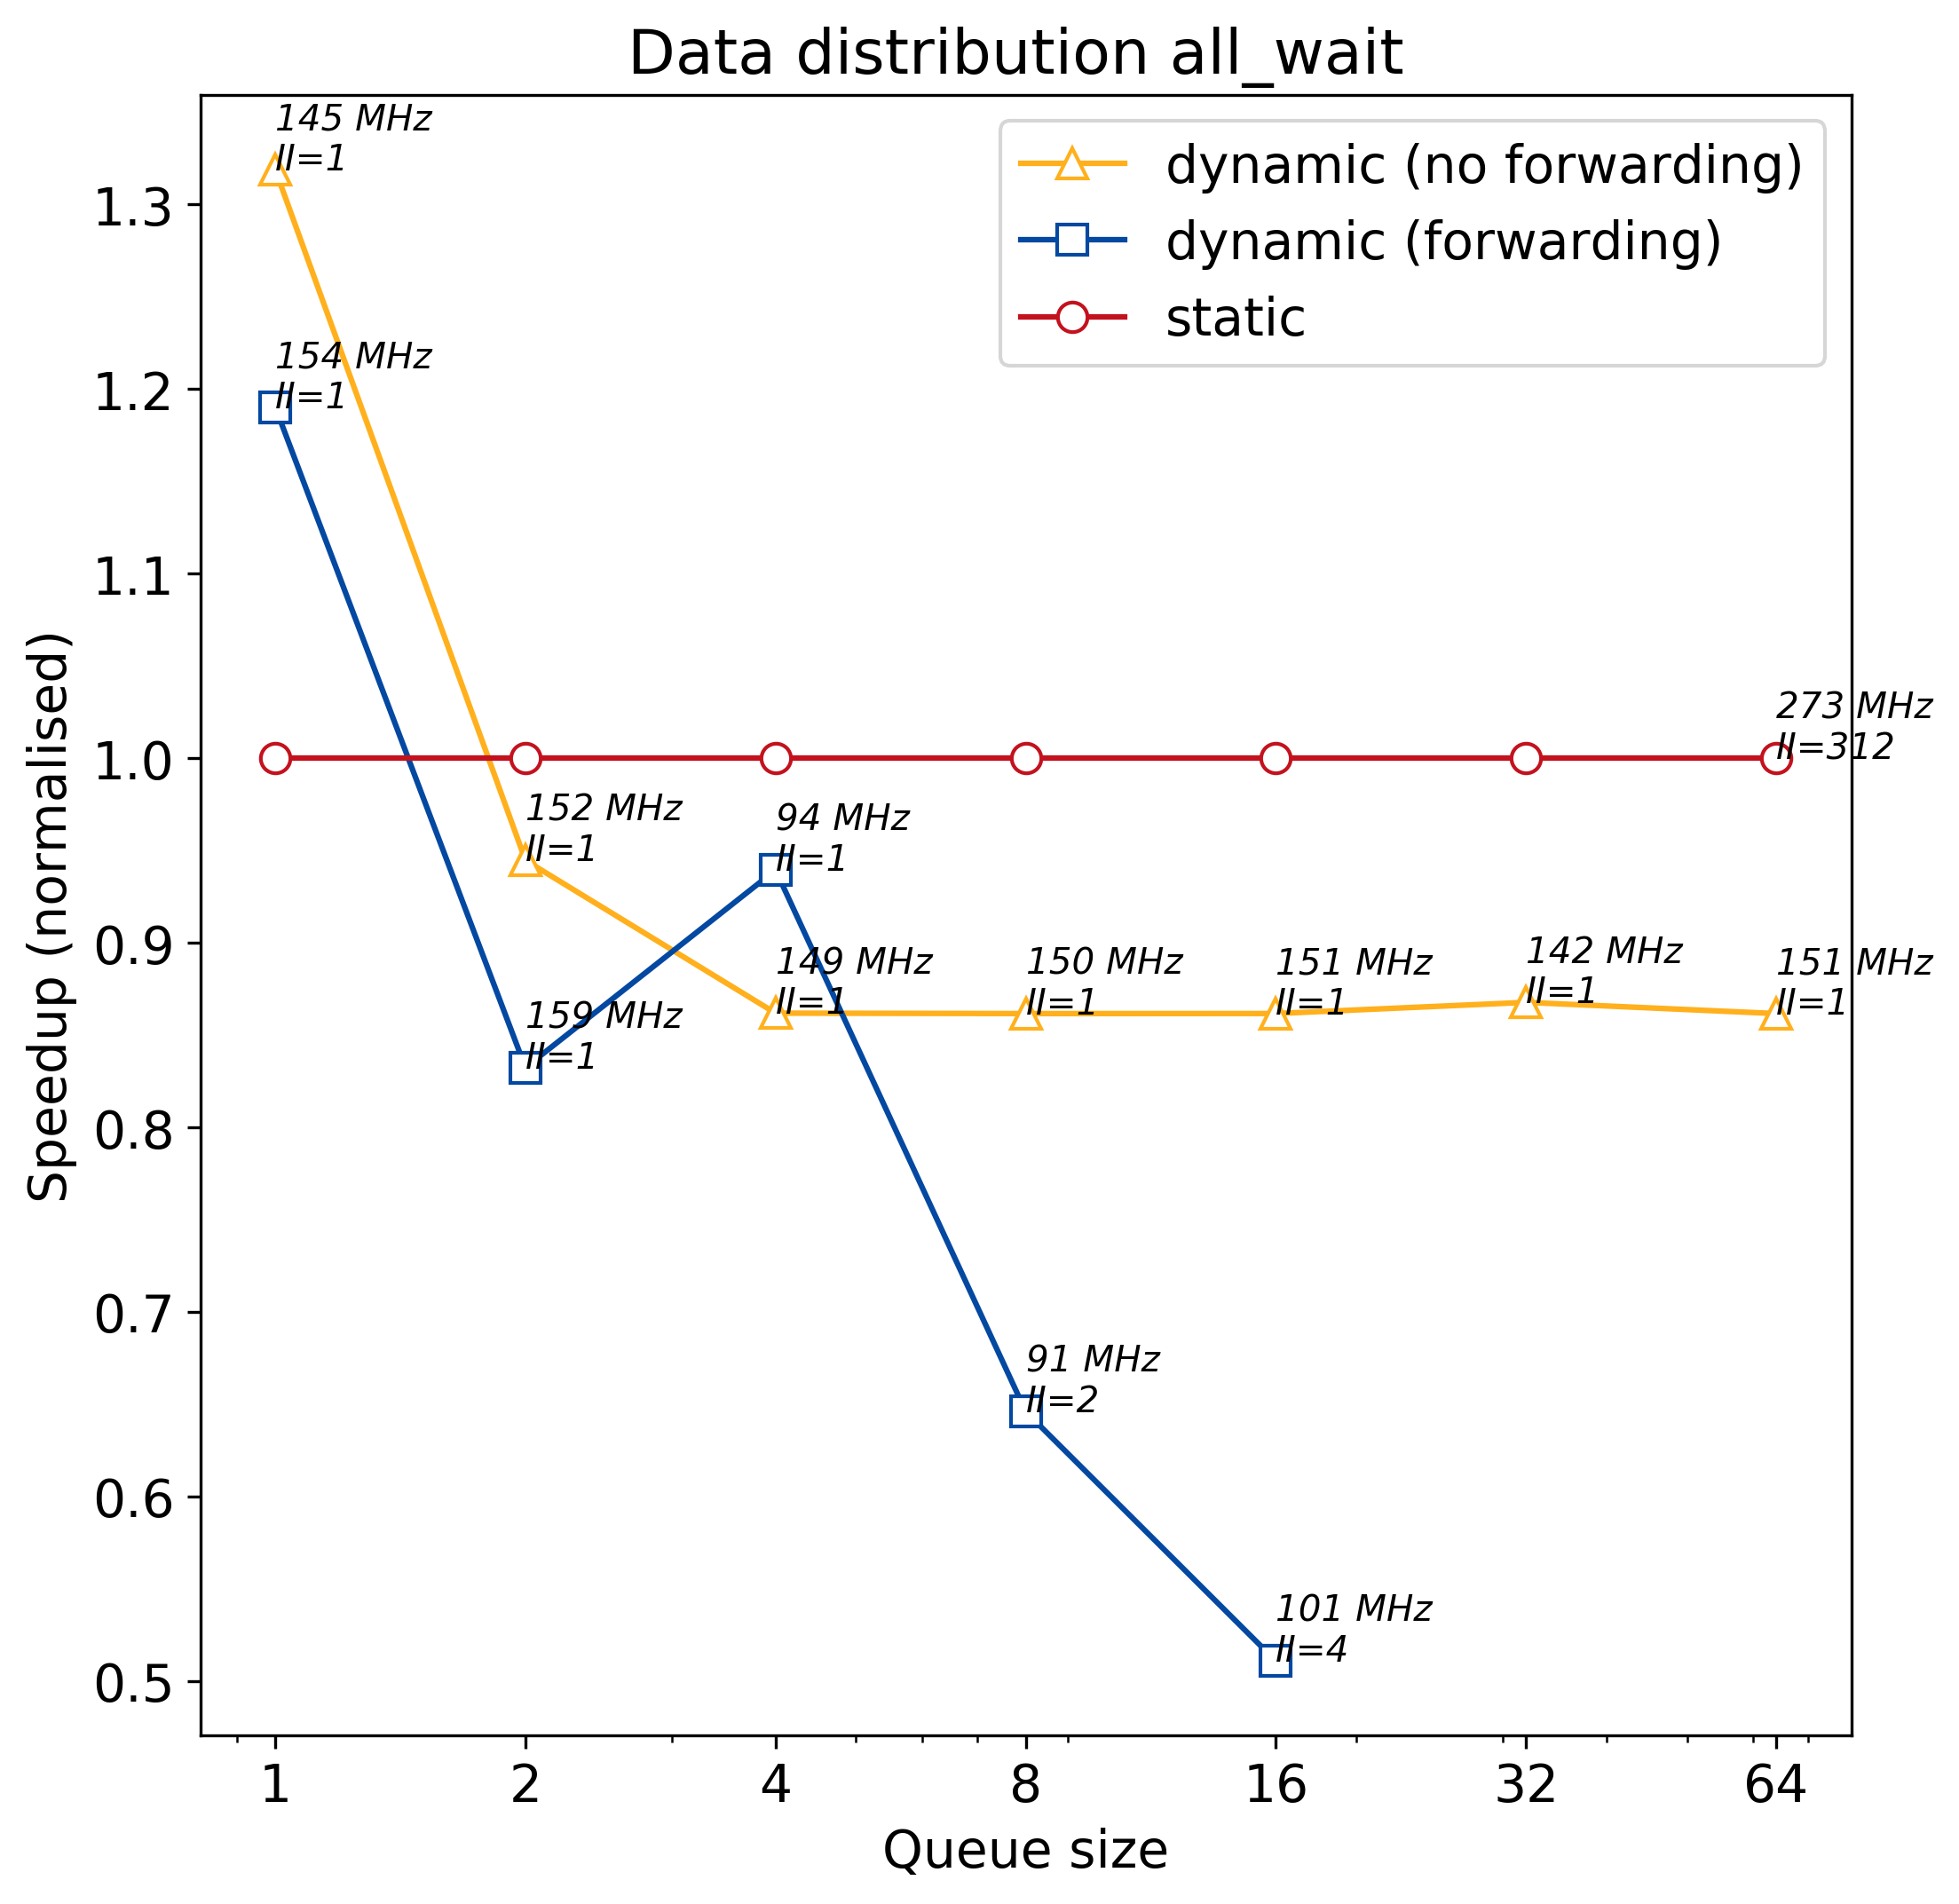 Data distribution all_wait
145 MHz
II=1
154 MHz
II=1
dynamic (no forwarding)
dynamic (forwarding)
static
1.3
1.2
1.1
1.0
0.9
0.8
0.7
0.6
0.5
Speedup (normalised)
273 MHz
II=312
152 MHz
II=1
94 MHz
II=1
159 MHz
II=1
149 MHz
II=1
150 MHz
II=1
151 MHz
II=1
142 MHz
II=1
151 MHz
II=1
91 MHz
II=2
101 MHz
II=4
1 2 4 8 16 32 64
Queue size